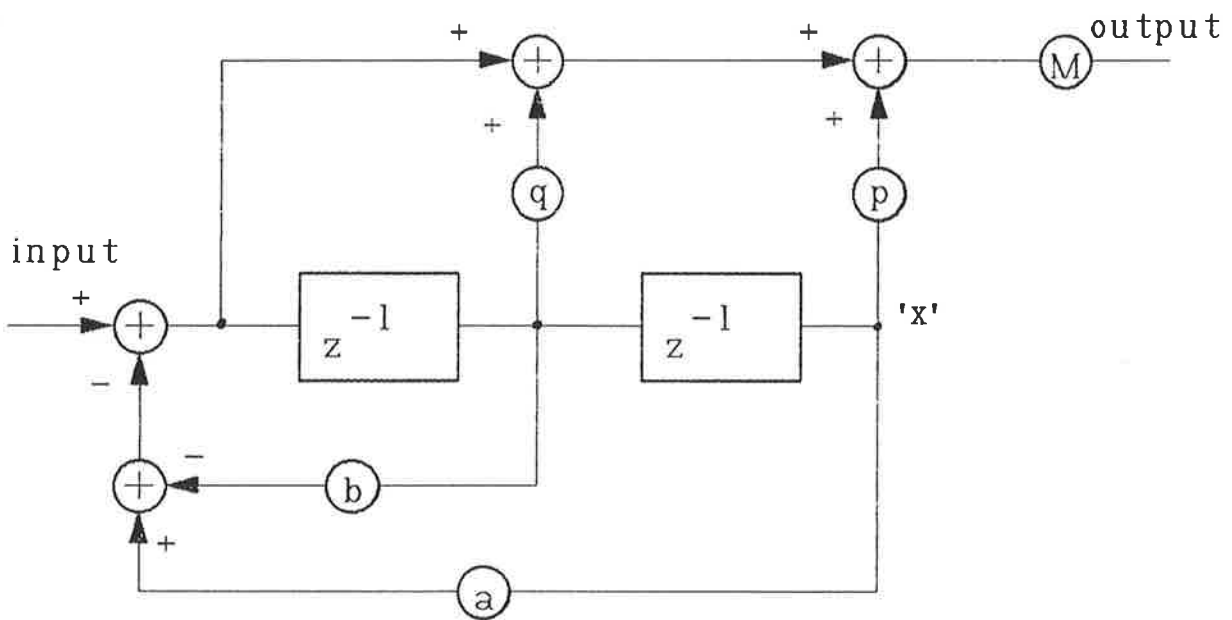 output
+ + + + M
+ +
q p
input
+ + z -1 z -1 'x'
-
-
+ b
+
a